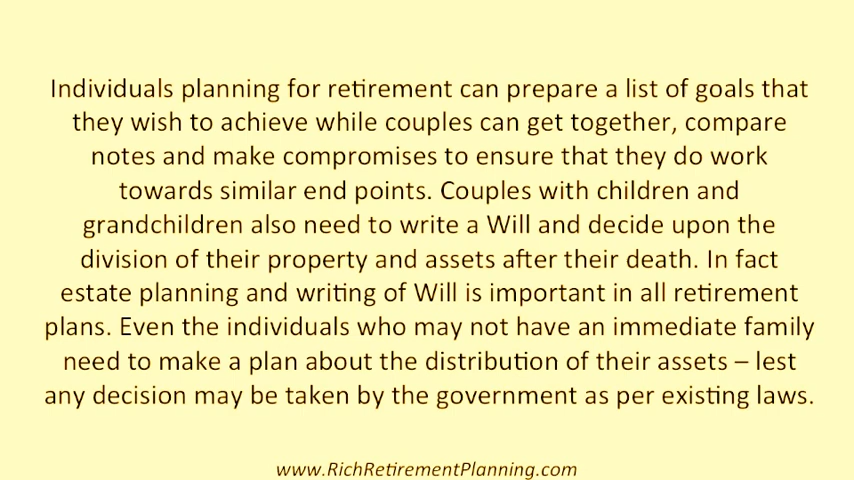 Individuals planning for retirement can prepare a list of goals that
they wish to achieve while couples can get together, compare
notes and make compromises to ensure that they do work
towards similar end points. Couples with children and
grandchildren also need to write a Will and decide upon the
division of their property and assets after their death. In fact
estate planning and writing of Will is important in all retirement
plans. Even the individuals who may not have an immediate family
need to make a plan about the distribution of their assets – lest
any decision may be taken by the government as per existing laws.
www.RichRetirementPlanning.com